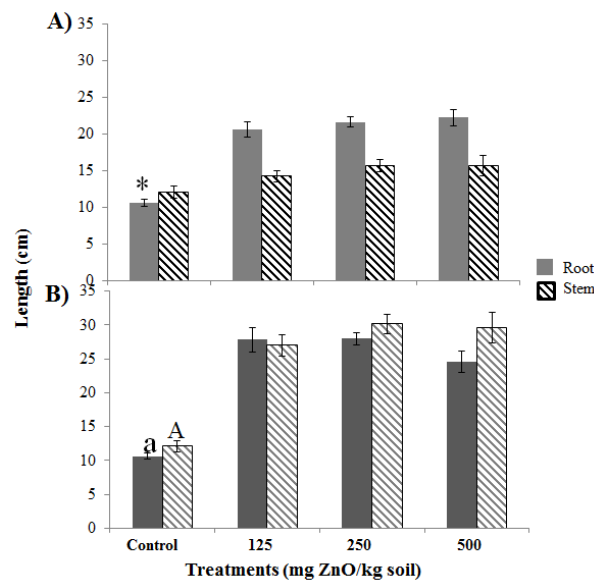 A)
35
30
25
20
15
10
5
0
*
B)
35
30
25
20
15
10
5
0
a
A
Length (cm)
Root
Stem
Control 125 250 500
Treatments (mg ZnO/kg soil)